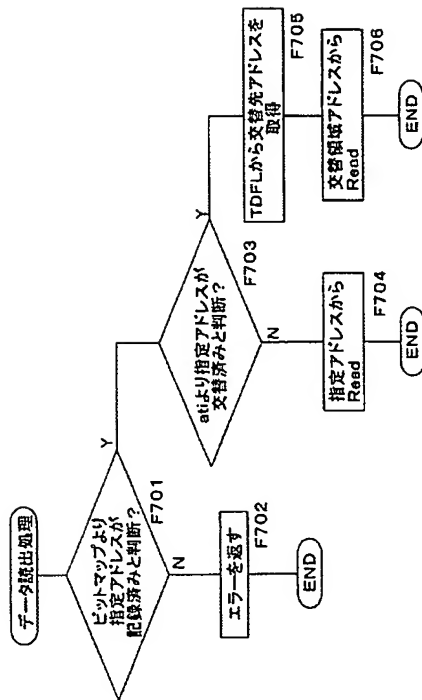 データ読出処理
ビットマップより
指定アドレスが
記録済みと判断?
F701
Y
N
エラーを返す
F702
END
atiより指定アドレスが
交替済みと判断?
F703
Y
N
指定アドレスから
Read
F704
END
TDFLから交替先アドレスを
取得
F705
交替領域アドレスから
Read
F706
END